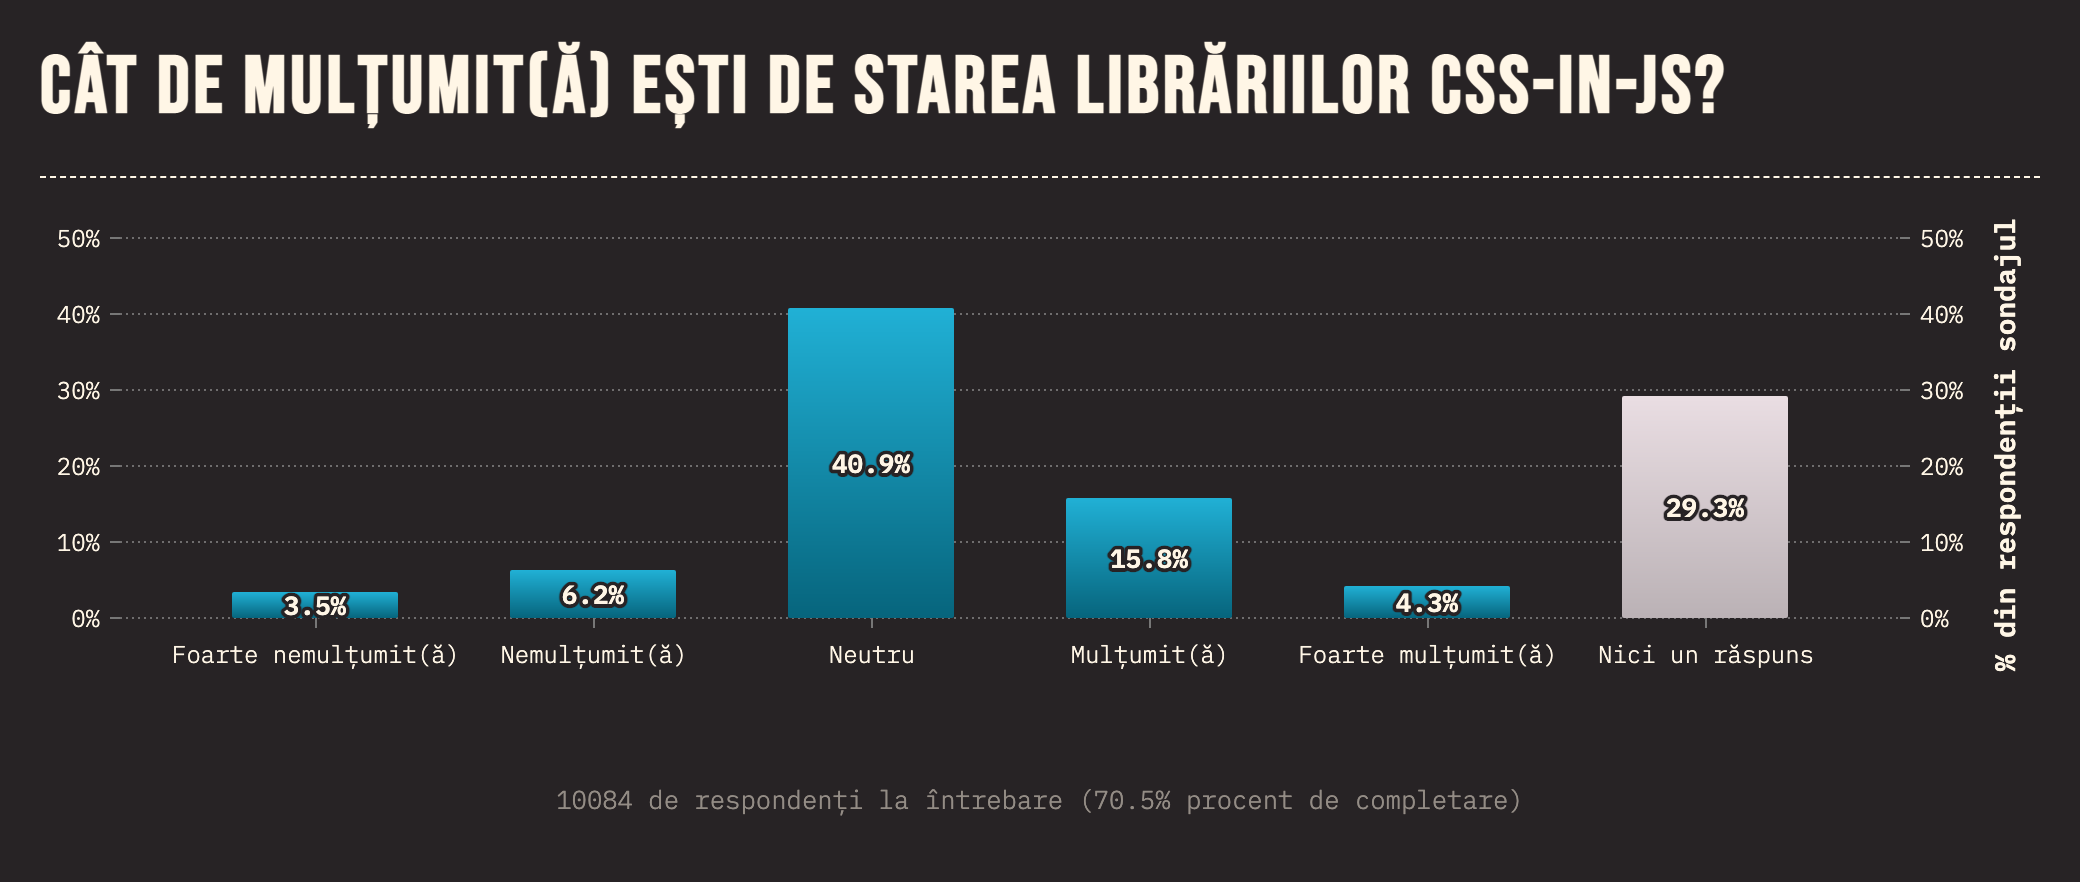 CÂT DE MULȚUMIT(Ă) EȘTI DE STAREA LIBRĂRIILOR CSS-IN-JS?
50%
40%
30%
20%
10%
0%
50%
40%
30%
20%
10%
0%
% din respondenții sondajul
3.5%
6.2%
40.9%
15.8%
4.3%
29.3%
Foarte nemulțumit(ă)
Nemulțumit(ă)
Neutru
Mulțumit(ă)
Foarte mulțumit(ă)
Nici un răspuns
10084 de respondenți la întrebare (70.5% procent de completare)